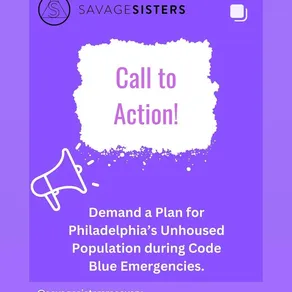 SAVAGESISTERS
Call to
Action!
Demand a Plan for
Philadelphia's Unhoused
Population during Code
Blue Emergencies.